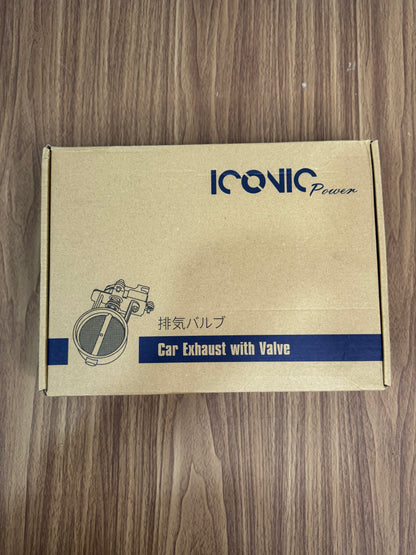 ICONIC
Power
排気バルブ
Car Exhaust with Valve